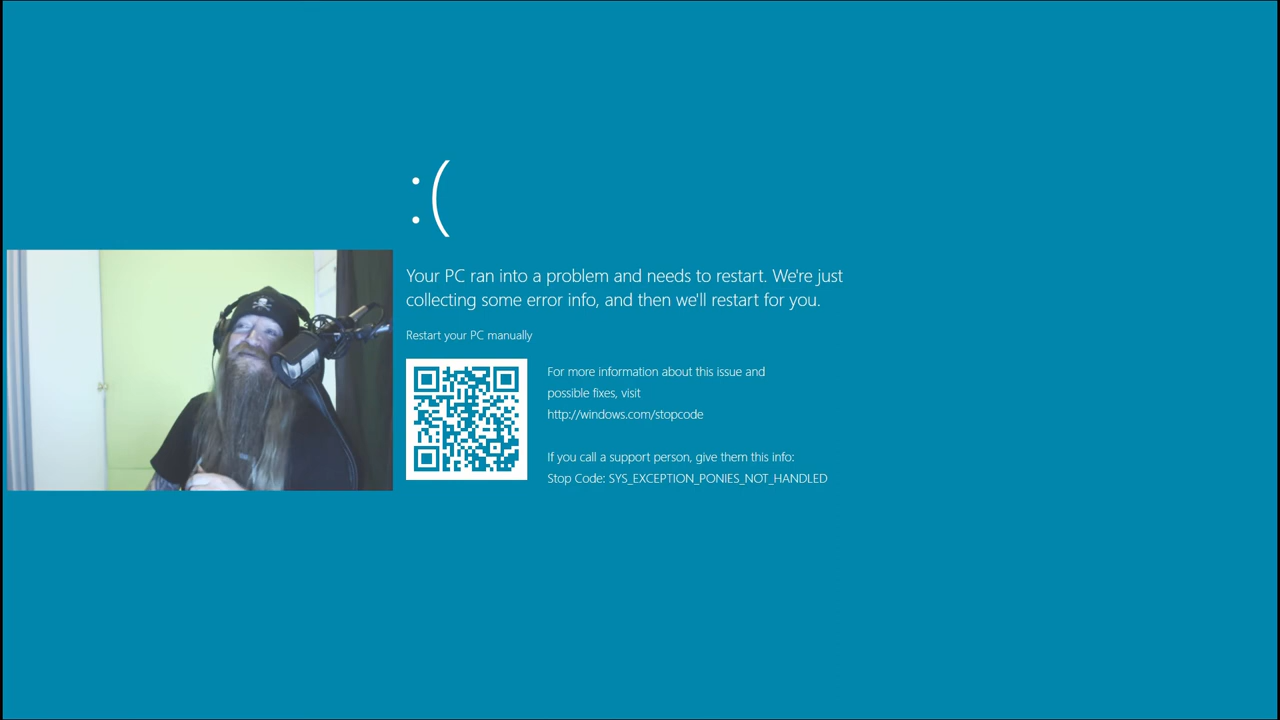 :(
Your PC ran into a problem and needs to restart. We're just
collecting some error info, and then we'll restart for you.
Restart your PC manually
For more information about this issue and
possible fixes, visit
http://windows.com/stopcode
If you call a support person, give them this info:
Stop Code: SYS_EXCEPTION_PONIES_NOT_HANDLED